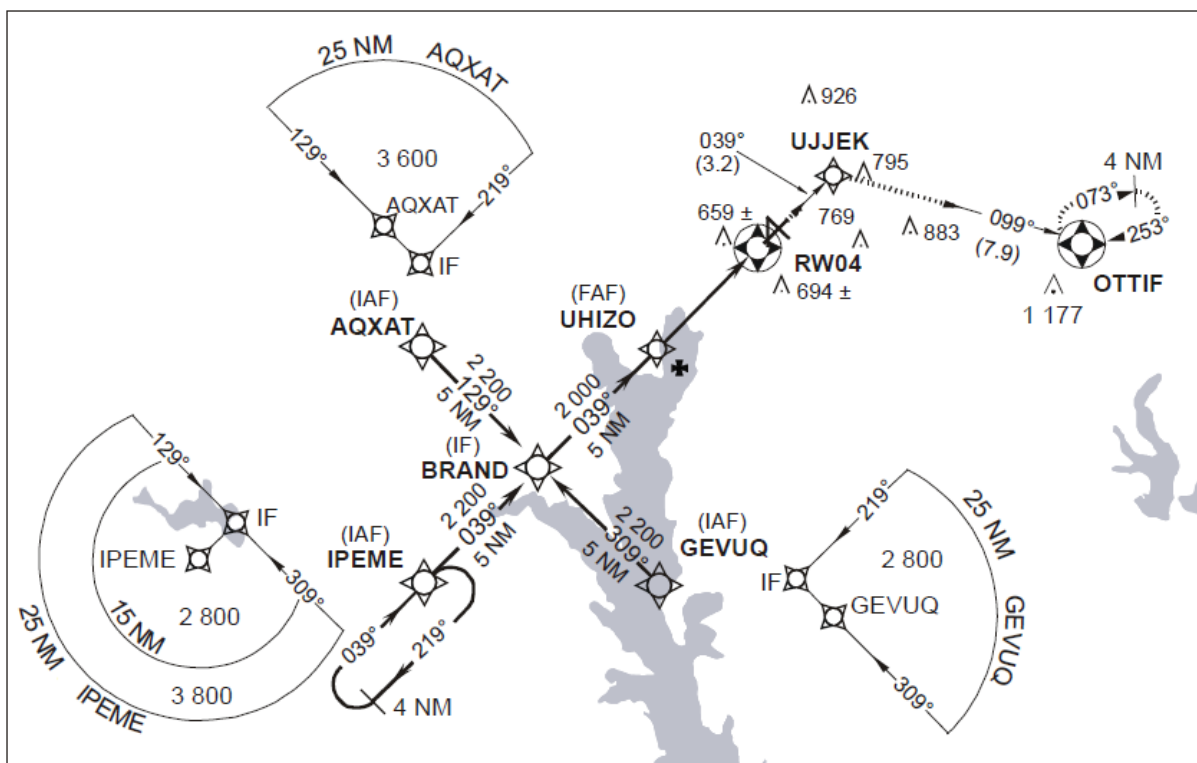 25 NM
AQXAT
129°
3 600
219°
AQXAT
IF
926
UJJEK
039°
(3.2)
795
4 NM
073°
659 ±
769
883
099°
(7.9)
253°
RW04
694 ±
OTTIF
1 177
(IAF)
AQXAT
(FAF)
UHIZO
2 200
129°
5 NM
2 000
039°
5 NM
(IF)
BRAND
129°
IF
IPEME
309°
2 800
15 NM
25 NM
IPEME
3 800
2 200
039°
5 NM
(IAF)
IPEME
039°
219°
4 NM
2 200
309°
5 NM
(IAF)
GEVUQ
219°
25 NM
2 800
IF
GEVUQ
GEVUQ
309°